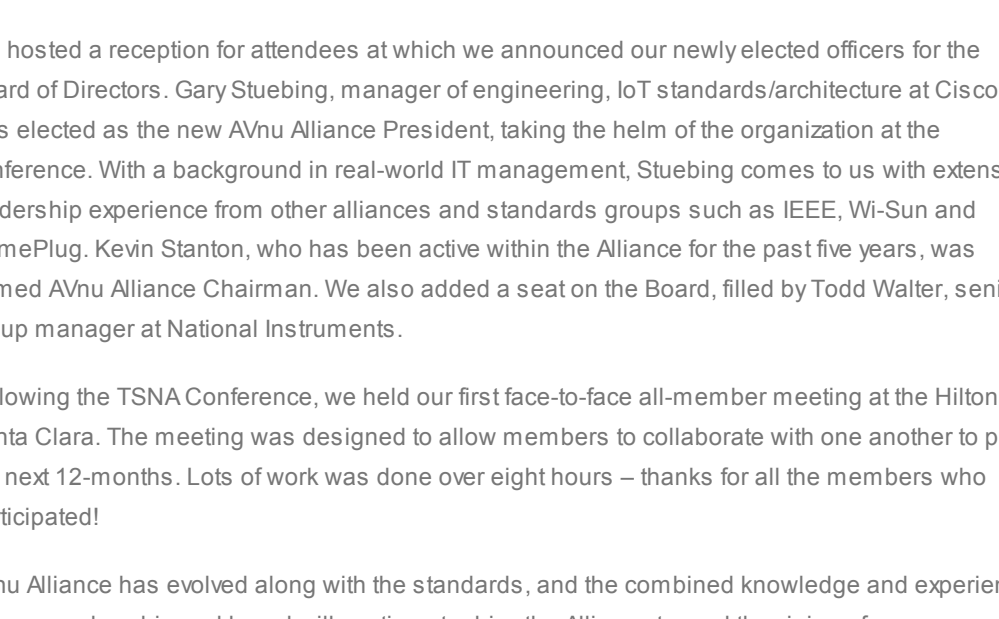 hosted a reception for attendees at which we announced our newly elected officers for the
ard of Directors. Gary Stuebing, manager of engineering, IoT standards/architecture at Cisco
s elected as the new AVnu Alliance President, taking the helm of the organization at the
nference. With a background in real-world IT management, Stuebing comes to us with extens
dership experience from other alliances and standards groups such as IEEE, Wi-Sun and
mePlug. Kevin Stanton, who has been active within the Alliance for the past five years, was
med AVnu Alliance Chairman. We also added a seat on the Board, filled by Todd Walter, seni
up manager at National Instruments.
lowing the TSNA Conference, we held our first face-to-face all-member meeting at the Hilton
nta Clara. The meeting was designed to allow members to collaborate with one another to p
next 12-months. Lots of work was done over eight hours – thanks for all the members who
ticipated!
nu Alliance has evolved along with the standards, and the combined knowledge and experien